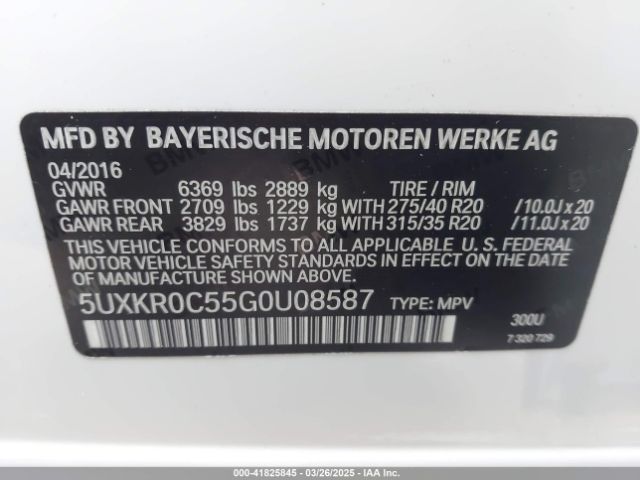 MFD BY BAYERISCHE MOTOREN WERKE AG
04/2016
GVWR 6369 lbs 2889 kg TIRE / RIM
GAWR FRONT 2709 lbs 1229 kg WITH 275/40 R20 /10.0J x 20
GAWR REAR 3829 lbs 1737 kg WITH 315/35 R20 /11.0J x 20
THIS VEHICLE CONFORMS TO ALL APPLICABLE U. S. FEDERAL
MOTOR VEHICLE SAFETY STANDARDS IN EFFECT ON THE DATE
OF MANUFACTURE SHOWN ABOVE.
5UXKR0C55G0U08587 TYPE: MPV
300U
7 320 729
000-41825845 - 03/26/2025 - IAA Inc.